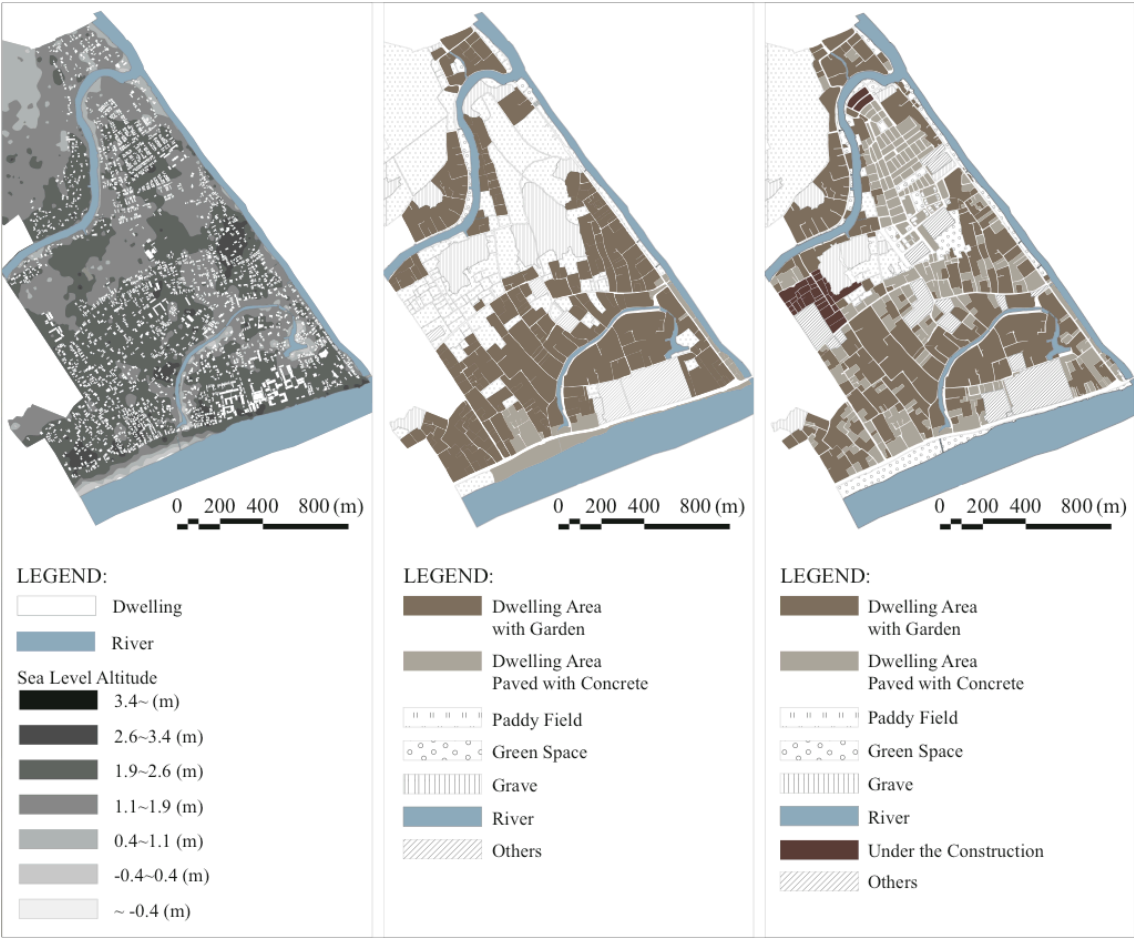 0 200 400 800 (m)
LEGEND:
Dwelling
River
Sea Level Altitude
3.4~ (m)
2.6~3.4 (m)
1.9~2.6 (m)
1.1~1.9 (m)
0.4~1.1 (m)
-0.4~0.4 (m)
~ -0.4 (m)
0 200 400 800 (m)
LEGEND:
Dwelling Area
with Garden
Dwelling Area
Paved with Concrete
Paddy Field
Green Space
Grave
River
Others
0 200 400 800 (m)
LEGEND:
Dwelling Area
with Garden
Dwelling Area
Paved with Concrete
Paddy Field
Green Space
Grave
River
Under the Construction
Others